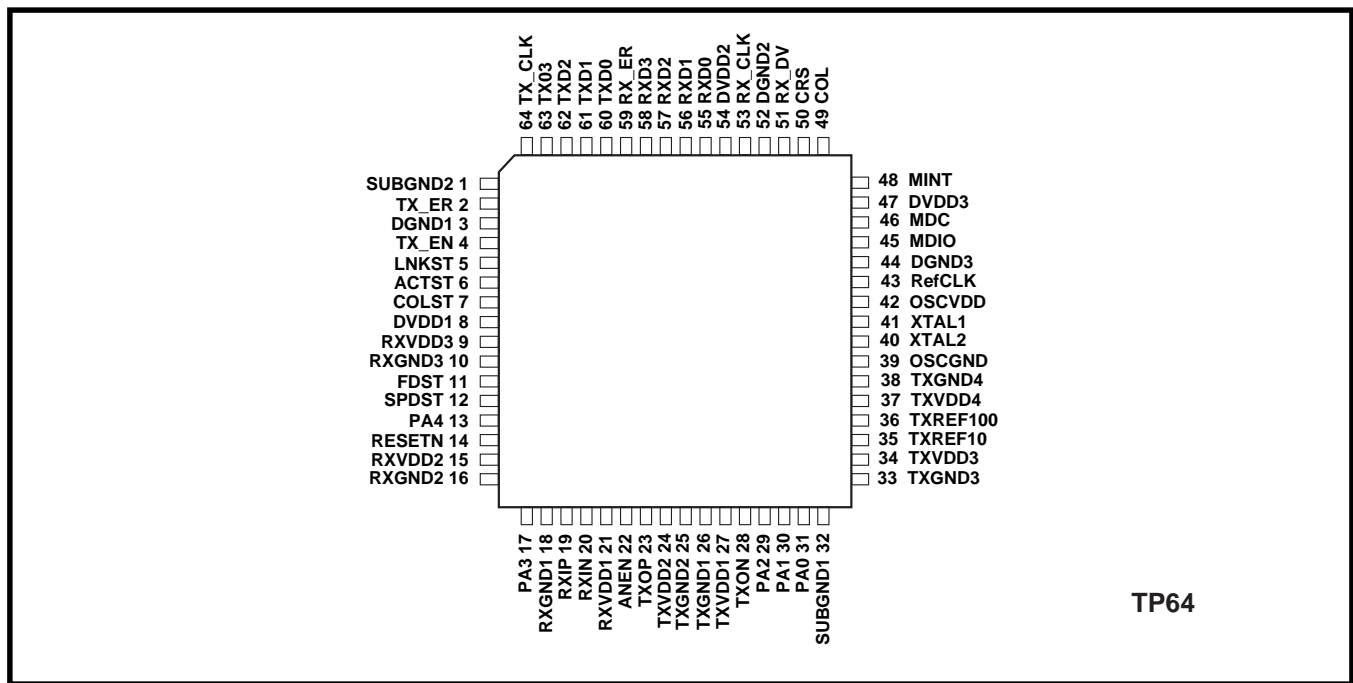 64 TX_CLK
63 TX03
62 TXD2
61 TXD1
60 TXD0
59 RX_ER
58 RXD3
57 RXD2
56 RXD1
55 RXD0
54 DVDD2
53 RX_CLK
52 DGND2
51 RX_DV
50 CRS
49 COL
SUBGND2 1
TX_ER 2
DGND1 3
TX_EN 4
LNKST 5
ACTST 6
COLST 7
DVDD1 8
RXVDD3 9
RXGND3 10
FDST 11
SPDST 12
PA4 13
RESETN 14
RXVDD2 15
RXGND2 16
48 MINT
47 DVDD3
46 MDC
45 MDIO
44 DGND3
43 RefCLK
42 OSCVDD
41 XTAL1
40 XTAL2
39 OSCGND
38 TXGND4
37 TXVDD4
36 TXREF100
35 TXREF10
34 TXVDD3
33 TXGND3
PA3 17
RXGND1 18
RXIP 19
RXIN 20
RXVDD1 21
ANEN 22
TXOP 23
TXVDD2 24
TXGND2 25
TXGND1 26
TXVDD1 27
TXON 28
PA2 29
PA1 30
PA0 31
SUBGND1 32
TP64